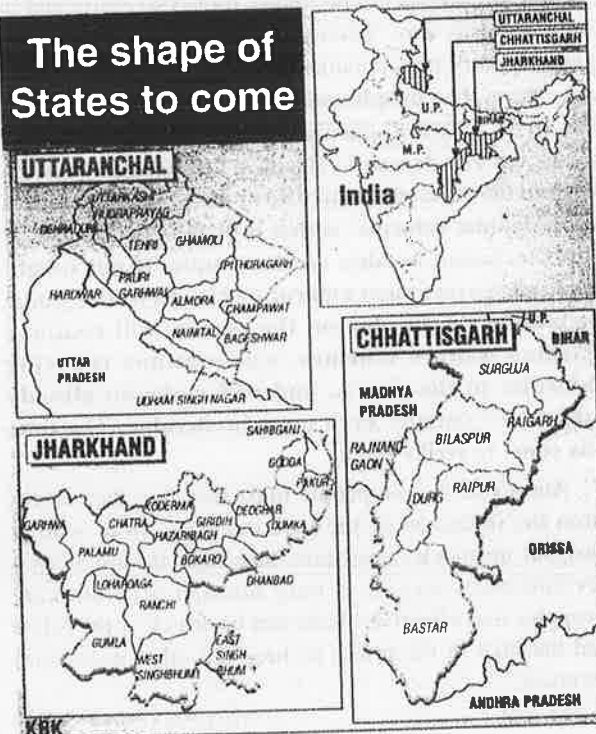 The shape of
States to come
UTTARANCHAL
UTTARKASHI
RUDRAPRAYAG
DEHRADUN
TEHRI
GHAMOLI
PITHORAGARH
HARDWAR
PAURI
GARHWAL
ALMORA
CHAMPAWAT
NAINITAL
BAGESHWAR
UTTAR
PRADESH
UDHAM SINGH NAGAR
UTTARANCHAL
CHHATTISGARH
JHARKHAND
U.P.
BIHAR
M.P.
India
JHARKHAND
SAHIBGANJ
GODGA
PAKUR
KODERMA
DEOGHAR
DUMKA
GARHWA
CHATRA
GIRIDIH
HAZARIBAGH
PALAMU
BOKARO
DHANBAD
LOHARDAGA
RANCHI
GUMLA
WEST
SINGHBHUM
EAST
SINGH
BHUM
KBK
CHHATTISGARH
U.P.
BIHAR
SURGUJA
MADHYA
PRADESH
RAIGARH
BILASPUR
RAJNAND-
GAON
DURG
RAIPUR
ORISSA
BASTAR
ANDHRA PRADESH